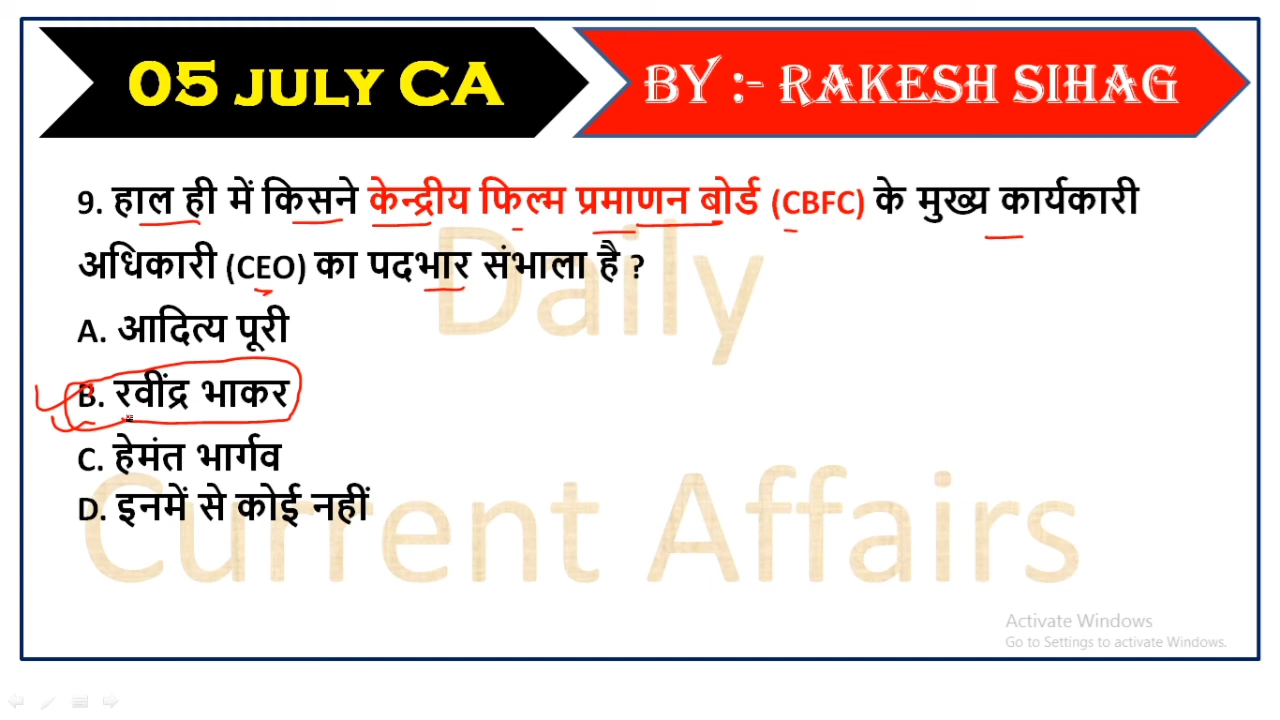 05 JULY CA
BY :- RAKESH SIHAG
9. हाल ही में किसने केन्द्रीय फिल्म प्रमाणन बोर्ड (CBFC) के मुख्य कार्यकारी
अधिकारी (CEO) का पदभार संभाला है ?
A. आदित्य पूरी
B. रवींद्र भाकर
C. हेमंत भार्गव
D. इनमें से कोई नहीं
Daily
Current Affairs
Activate Windows
Go to Settings to activate Windows.